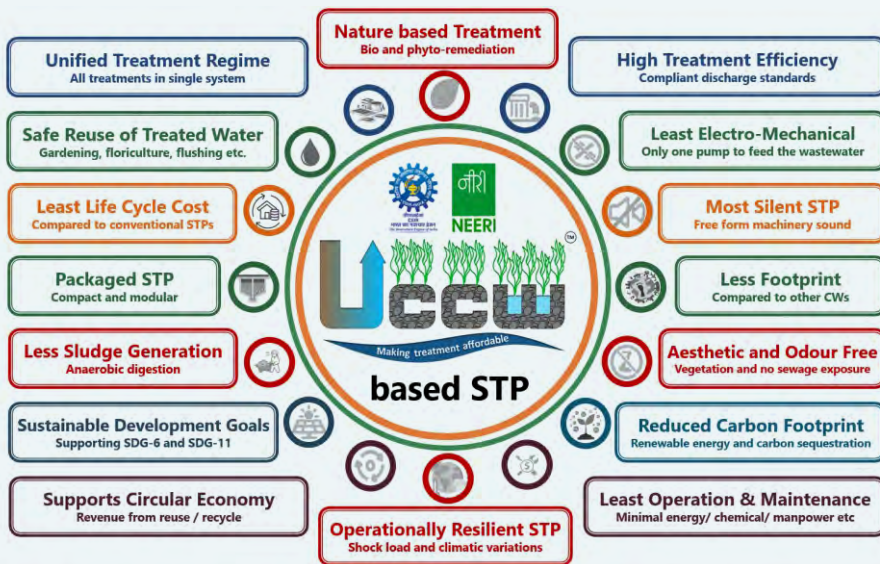 Nature based Treatment
Bio and phyto-remediation
Unified Treatment Regime
All treatments in single system
High Treatment Efficiency
Compliant discharge standards
Safe Reuse of Treated Water
Gardening, floriculture, flushing etc.
Least Electro-Mechanical
Only one pump to feed the wastewater
Least Life Cycle Cost
Compared to conventional STPs
Most Silent STP
Free form machinery sound
Packaged STP
Compact and modular
Less Footprint
Compared to other CWs
Less Sludge Generation
Anaerobic digestion
Aesthetic and Odour Free
Vegetation and no sewage exposure
Sustainable Development Goals
Supporting SDG-6 and SDG-11
Reduced Carbon Footprint
Renewable energy and carbon sequestration
Supports Circular Economy
Revenue from reuse / recycle
Least Operation & Maintenance
Minimal energy/ chemical/ manpower etc
Operationally Resilient STP
Shock load and climatic variations
नीरी
NEERI
UCCW
TM
Making treatment affordable
based STP